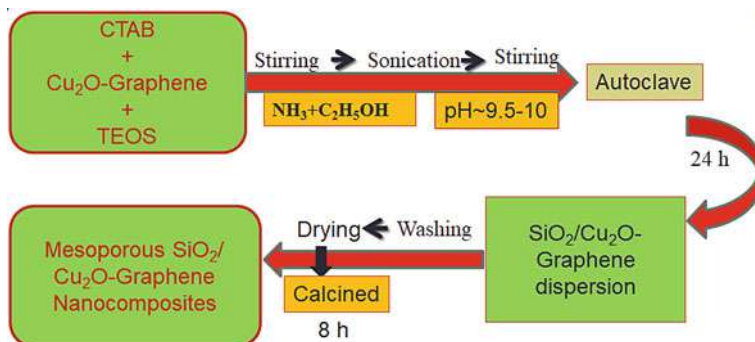 CTAB
+
Cu₂O-Graphene
+
TEOS
Stirring Sonication Stirring
NH₃+C₂H₅OH
pH~9.5-10
Autoclave
24 h
SiO₂/Cu₂O-
Graphene
dispersion
Washing
Drying
Calcined
8 h
Mesoporous SiO₂/
Cu₂O-Graphene
Nanocomposites